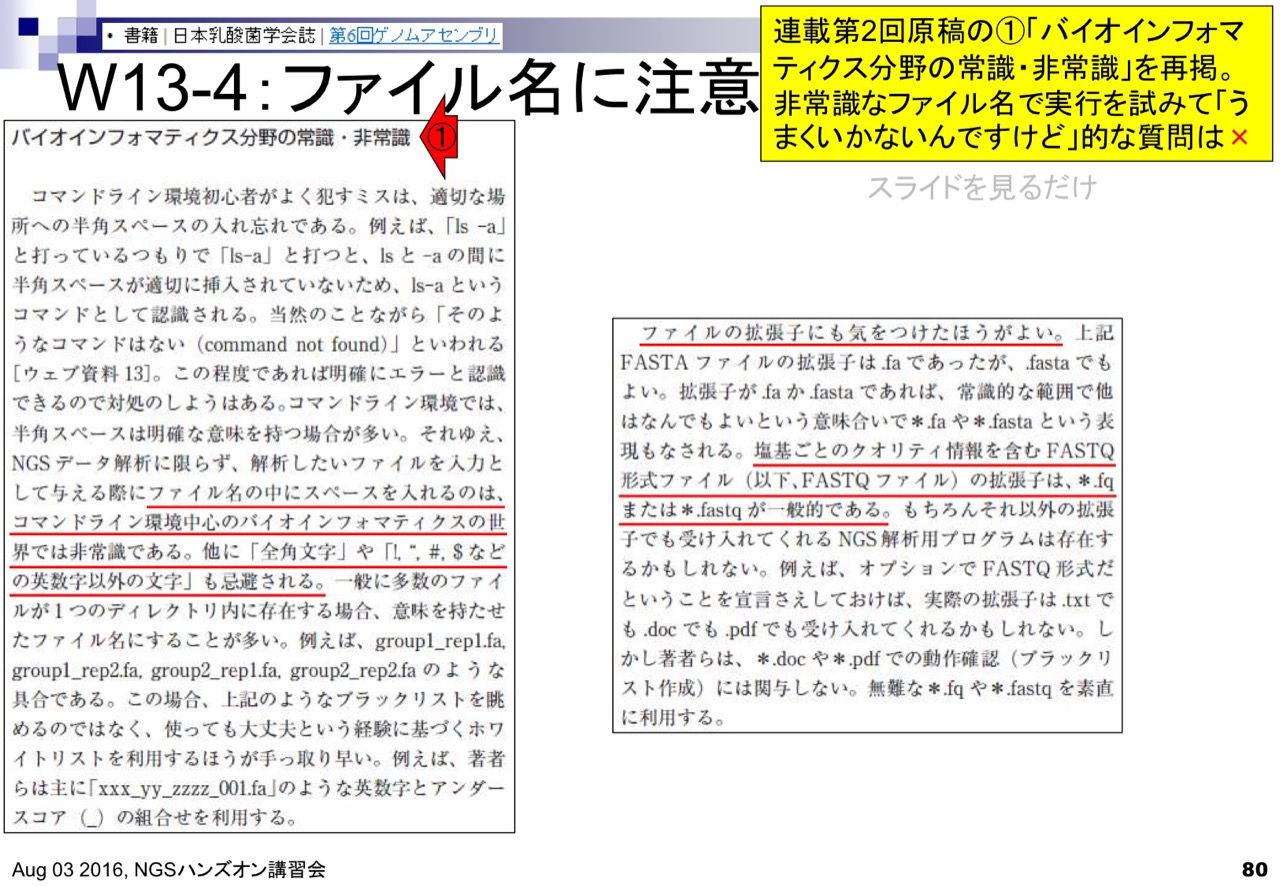 • 書籍 | 日本乳酸菌学会誌 | 第6回ゲノムアセンブリ
W13-4：ファイル名に注意
連載第2回原稿の①「バイオインフォマ
ティクス分野の常識・非常識」を再掲。
非常識なファイル名で実行を試みて「う
まくいかないんですけど」的な質問は×
スライドを見るだけ
バイオインフォマティクス分野の常識・非常識
①
コマンドライン環境初心者がよく犯すミスは、適切な場
所への半角スペースの入れ忘れである。例えば、「ls -a」
と打っているつもりで「ls-a」と打つと、ls と -a の間に
半角スペースが適切に挿入されていないため、ls-a という
コマンドとして認識される。当然のことながら「そのよ
うなコマンドはない（command not found）」といわれる
[ウェブ資料 13]。この程度であれば明確にエラーと認識
できるので対処のしようはある。コマンドライン環境では、
半角スペースは明確な意味を持つ場合が多い。それゆえ、
NGS データ解析に限らず、解析したいファイルを入力と
して与える際にファイル名の中にスペースを入れるのは、
コマンドライン環境中心のバイオインフォマティクスの世
界では非常識である。他に「全角文字」や「!, ", #, $ など
の英数字以外の文字」も忌避される。一般に多数のファイ
ルが 1 つのディレクトリ内に存在する場合、意味を持たせ
たファイル名にすることが多い。例えば、group1_rep1.fa,
group1_rep2.fa, group2_rep1.fa, group2_rep2.fa のような
具合である。この場合、上記のようなブラックリストを眺
めるのではなく、使っても大丈夫という経験に基づくホワ
イトリストを利用するほうが手っ取り早い。例えば、著者
らは主に「xxx_yy_zzzz_001.fa」のような英数字とアンダー
スコア（_）の組合せを利用する。
ファイルの拡張子にも気をつけたほうがよい。上記
FASTA ファイルの拡張子は .fa であったが、.fasta でも
よい。拡張子が .fa か .fasta であれば、常識的な範囲で他
はなんでもよいという意味合いで＊.fa や＊.fasta という表
現もなされる。塩基ごとのクオリティ情報を含む FASTQ
形式ファイル（以下、FASTQ ファイル）の拡張子は、＊.fq
または＊.fastq が一般的である。もちろんそれ以外の拡張
子でも受け入れてくれる NGS 解析用プログラムは存在す
るかもしれない。例えば、オプションで FASTQ 形式だ
ということを宣言さえしておけば、実際の拡張子は .txt で
も .doc でも .pdf でも受け入れてくれるかもしれない。し
かし著者らは、＊.doc や＊.pdf での動作確認（ブラックリ
スト作成）には関与しない。無難な＊.fq や＊.fastq を素直
に利用する。
Aug 03 2016, NGSハンズオン講習会
80